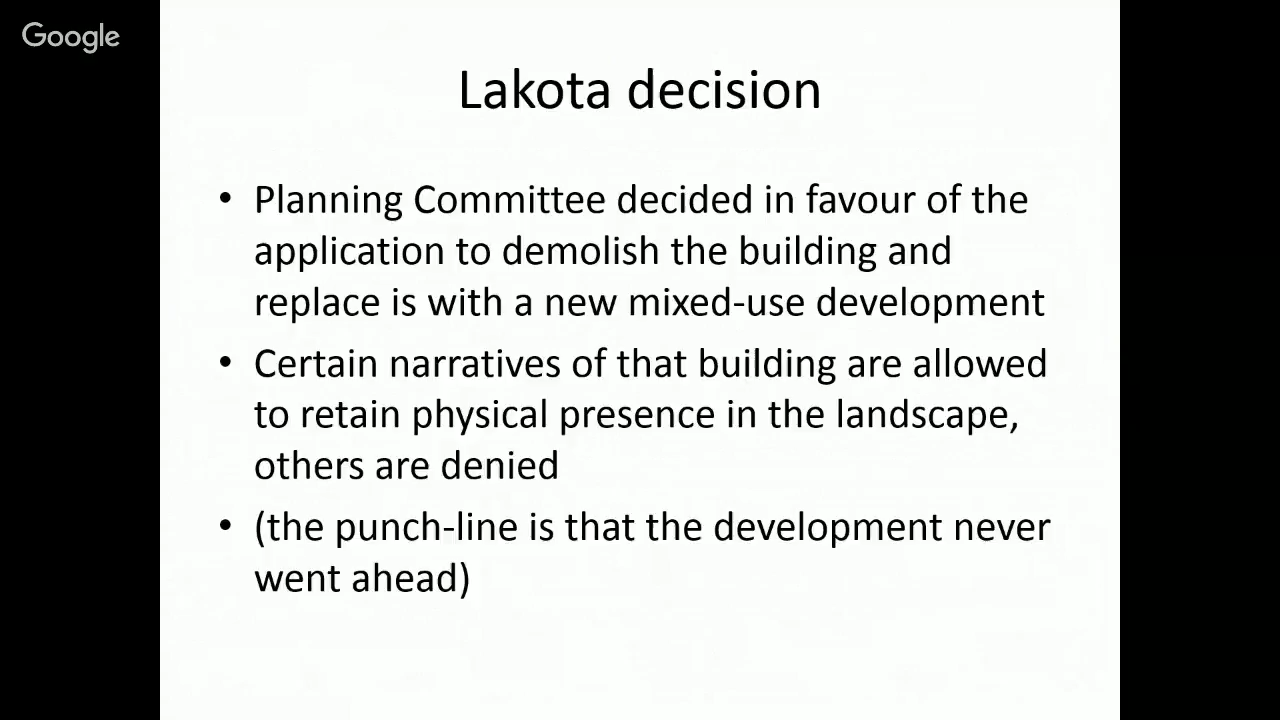 Google
Lakota decision
• Planning Committee decided in favour of the
application to demolish the building and
replace is with a new mixed-use development
• Certain narratives of that building are allowed
to retain physical presence in the landscape,
others are denied
• (the punch-line is that the development never
went ahead)